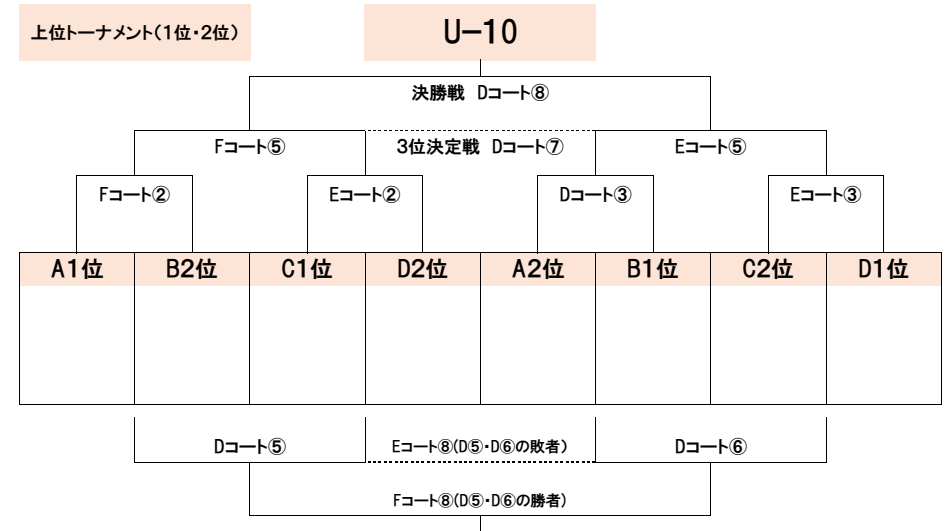 上位トーナメント(1位・2位)
U-10
決勝戦 Dコート⑧
Fコート⑤
3位決定戦 Dコート⑦
Eコート⑤
Fコート②
Eコート②
Dコート③
Eコート③
A1位
B2位
C1位
D2位
A2位
B1位
C2位
D1位
Dコート⑤
Eコート⑧(D⑤・D⑥の敗者)
Dコート⑥
Fコート⑧(D⑤・D⑥の勝者)